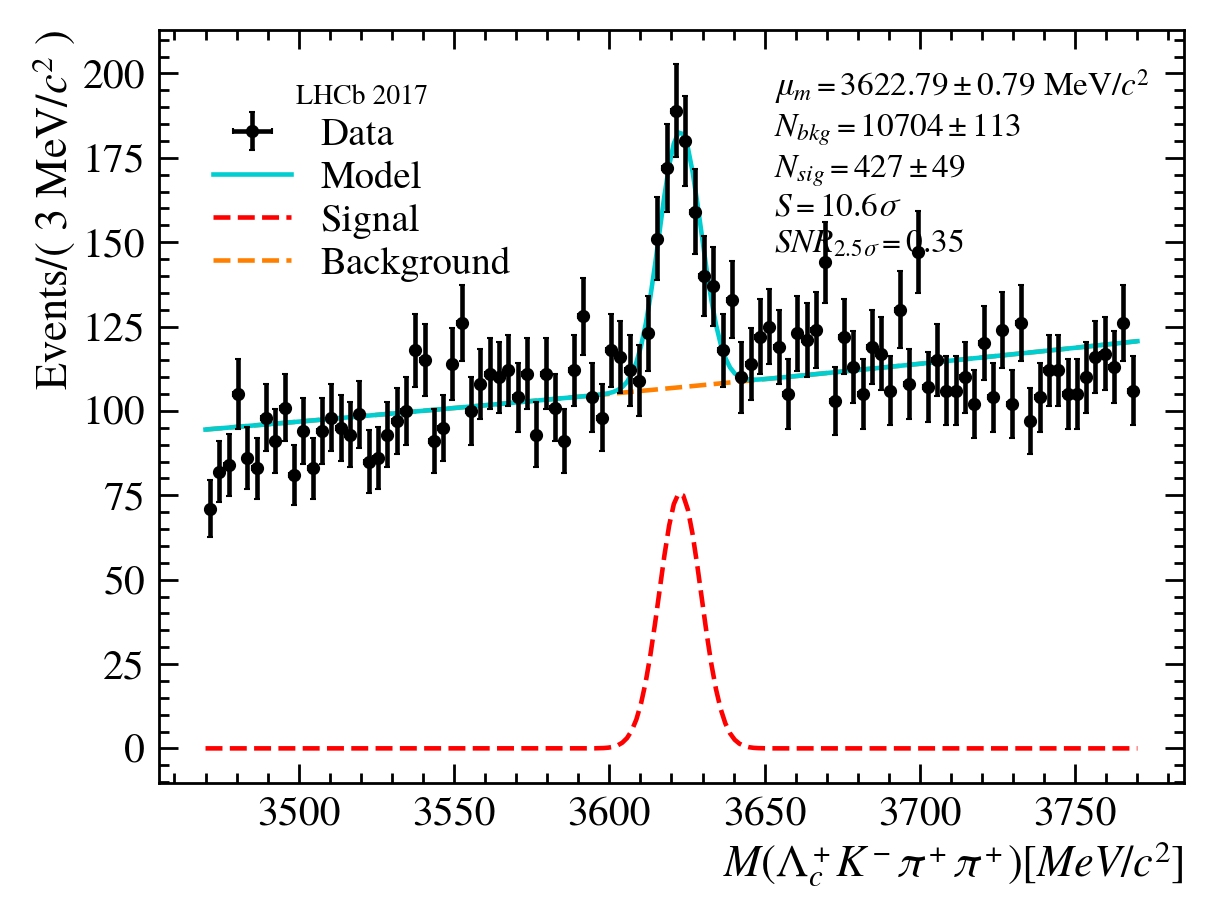 Events/( 3 MeV/c² )
200
175
150
125
100
75
50
25
0
LHCb 2017
Data
Model
Signal
Background
μₘ = 3622.79 ± 0.79 MeV/c²
N_bkg = 10704 ± 113
N_sig = 427 ± 49
S = 10.6σ
SNR_2.5σ = 0.35
3500 3550 3600 3650 3700 3750
M(Λ_c⁺K⁻π⁺π⁺)[MeV/c²]